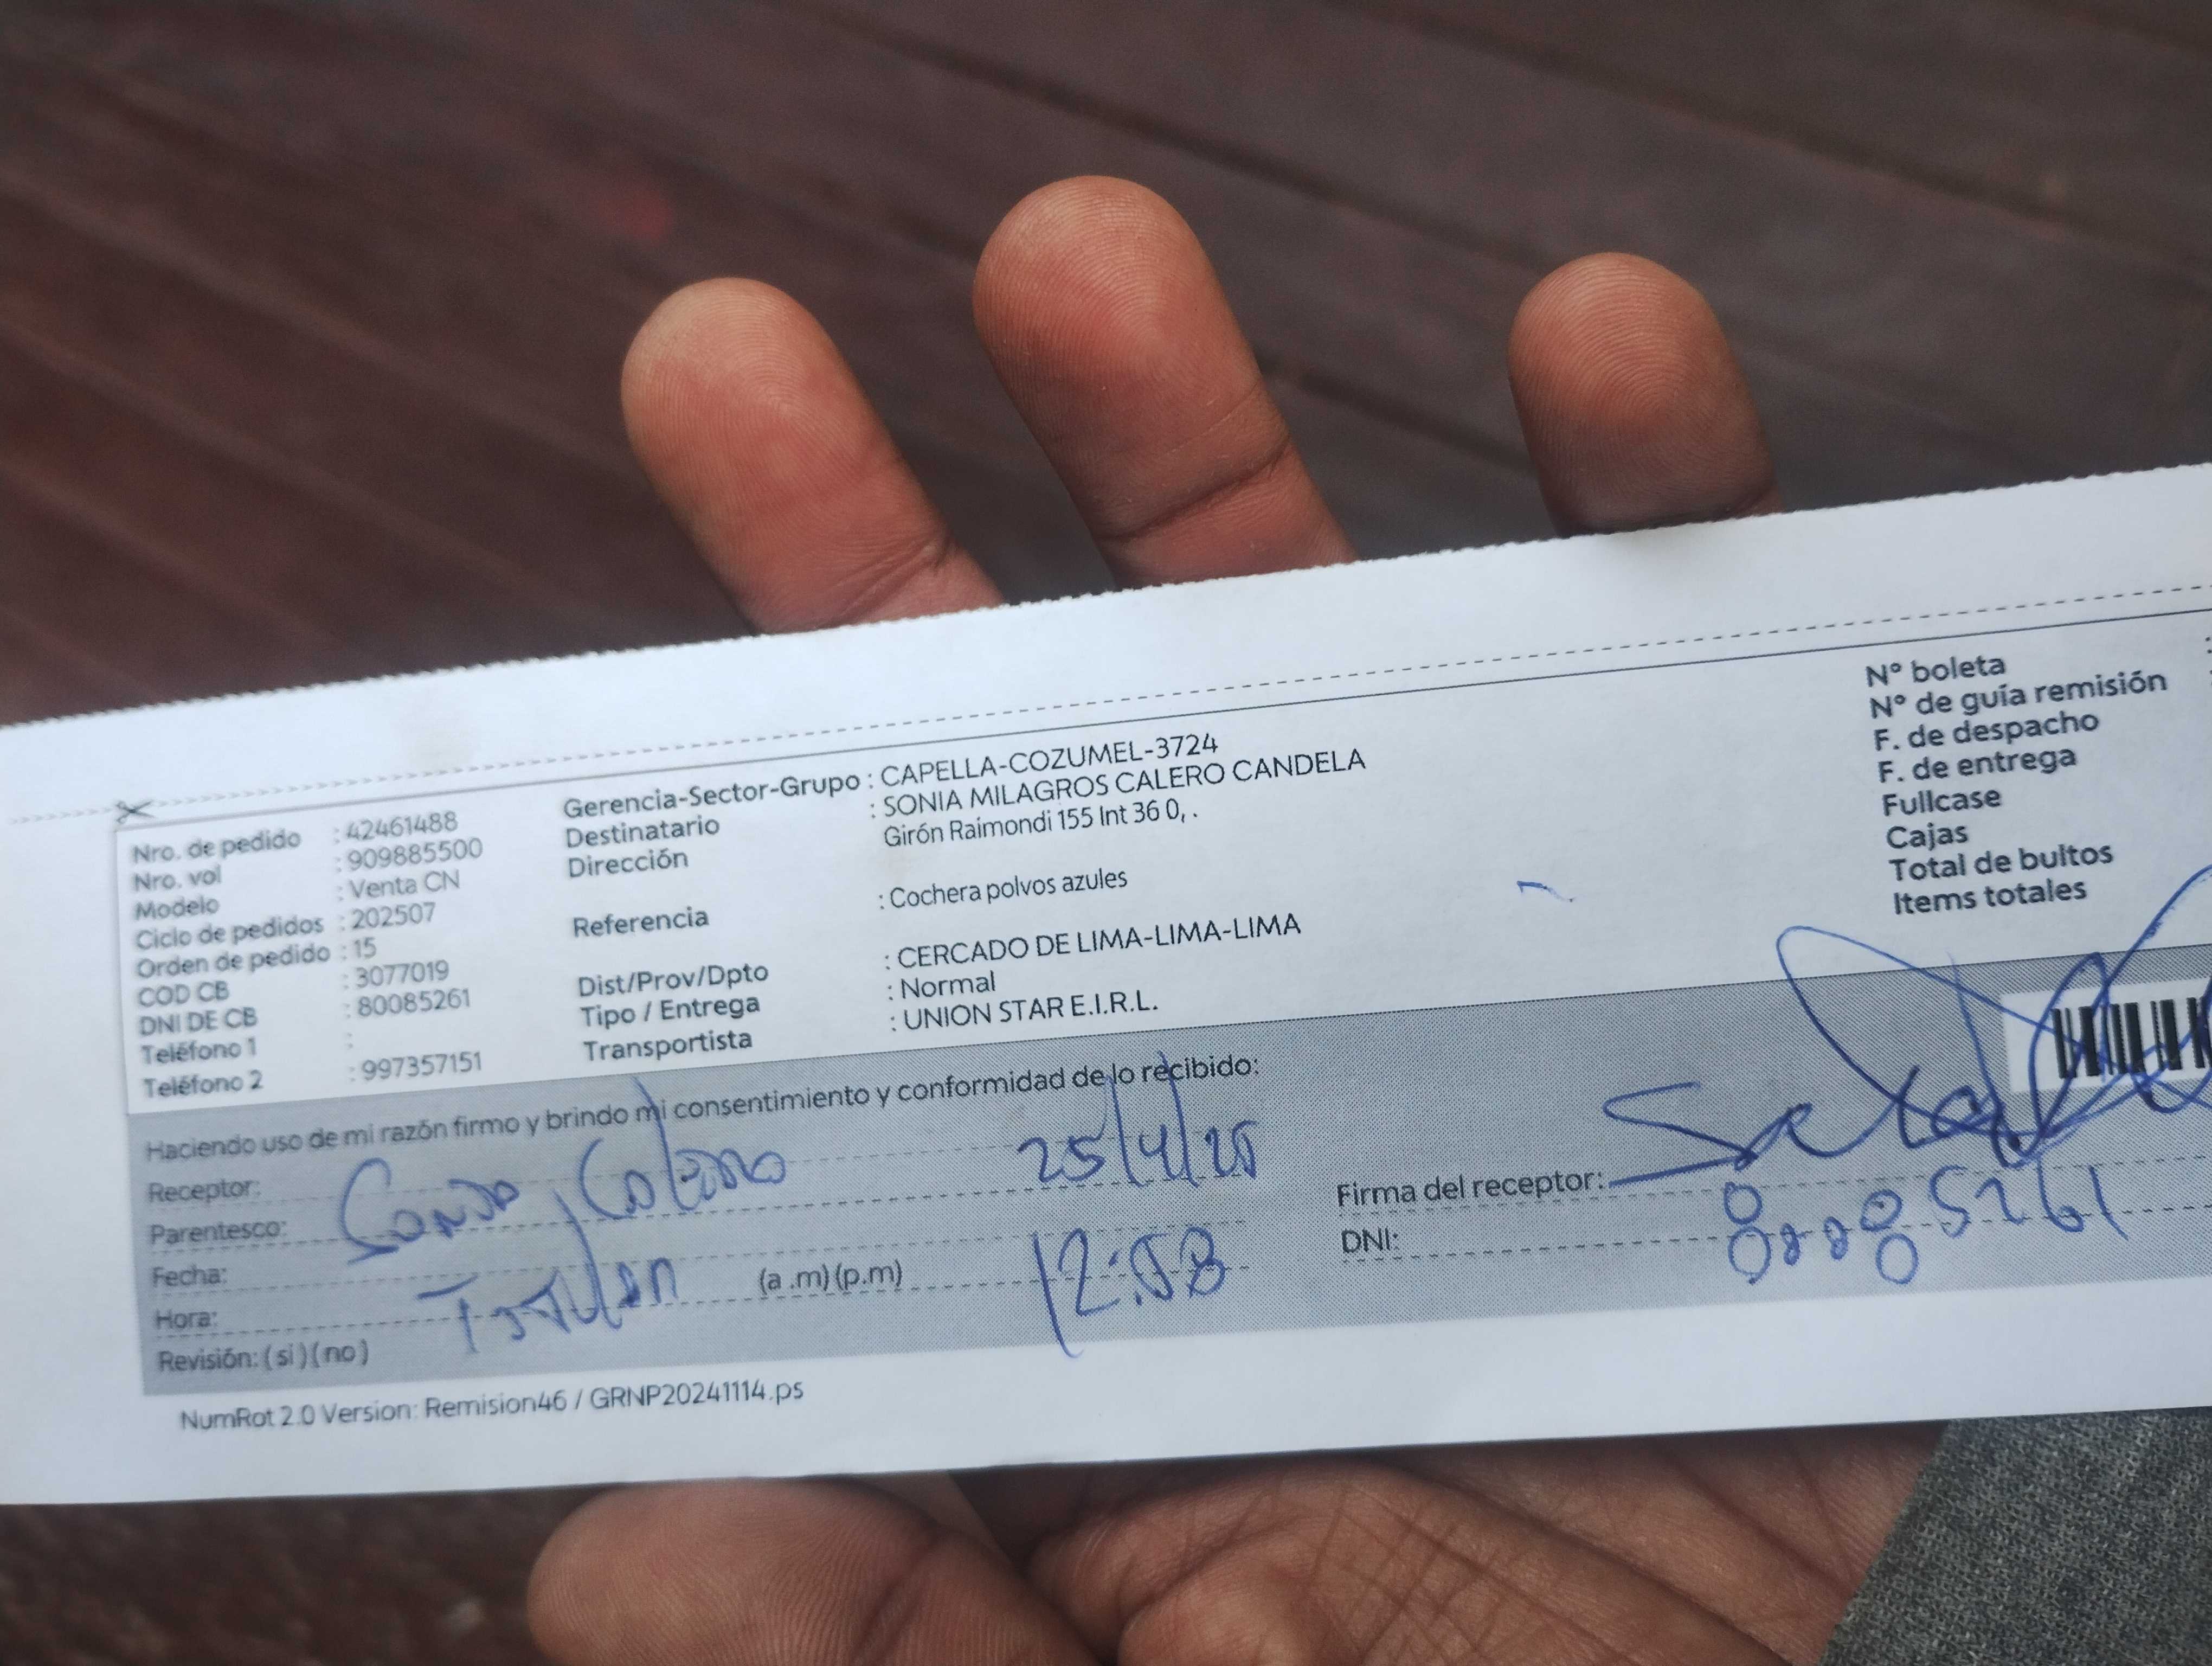 Nro. de pedido : 42461488
Nro. vol : 909885500
Modelo : Venta CN
Ciclo de pedidos : 202507
Orden de pedido : 15
COD CB : 3077019
DNI DE CB : 80085261
Teléfono 1 :
Teléfono 2 : 997357151
Gerencia-Sector-Grupo : CAPELLA-COZUMEL-3724
Destinatario : SONIA MILAGROS CALERO CANDELA
Dirección Girón Raimondi 155 Int 36 0, .
Referencia : Cochera polvos azules
Dist/Prov/Dpto : CERCADO DE LIMA-LIMA-LIMA
Tipo / Entrega : Normal
Transportista : UNION STAR E.I.R.L.
Nº boleta :
Nº de guía remisión :
F. de despacho
F. de entrega
Fullcase
Cajas
Total de bultos
Items totales
Haciendo uso de mi razón firmo y brindo mi consentimiento y conformidad de lo recibido:
Receptor:
Parentesco: Sonia Calero 25/4/25
Fecha:
Hora: Titular (a .m) (p.m) 12:58
Revisión: ( si ) ( no )
Firma del receptor:
DNI: 80085261
NumRot 2.0 Version: Remision46 / GRNP20241114.ps